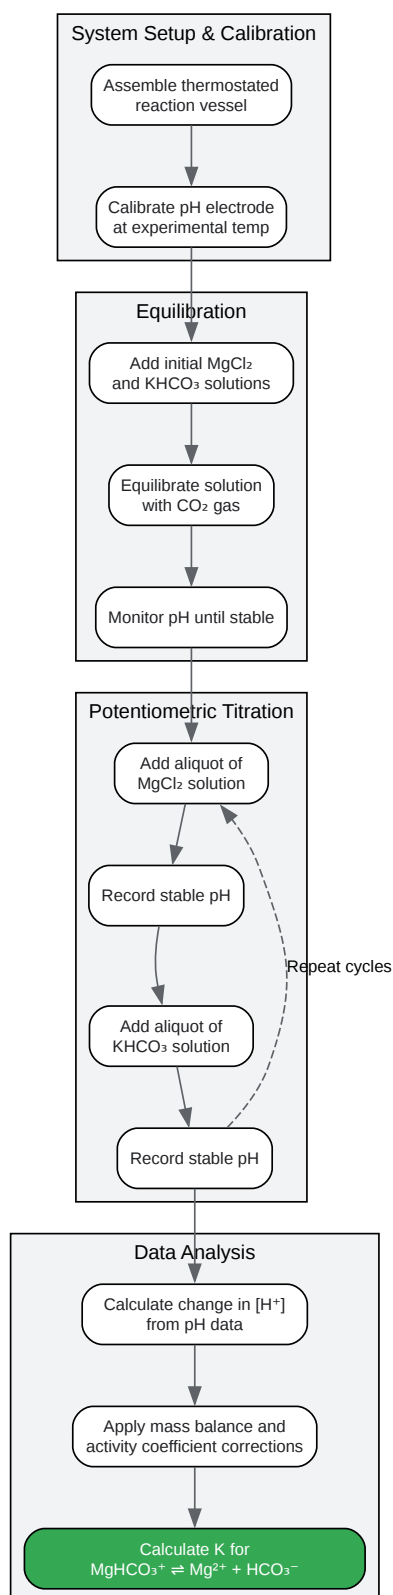 System Setup & Calibration
Assemble thermostated
reaction vessel
Calibrate pH electrode
at experimental temp
Equilibration
Add initial MgCl₂
and KHCO₃ solutions
Equilibrate solution
with CO₂ gas
Monitor pH until stable
Potentiometric Titration
Add aliquot of
MgCl₂ solution
Record stable pH
Repeat cycles
Add aliquot of
KHCO₃ solution
Record stable pH
Data Analysis
Calculate change in [H⁺]
from pH data
Apply mass balance and
activity coefficient corrections
Calculate K for
MgHCO₃⁺ ⇌ Mg²⁺ + HCO₃⁻